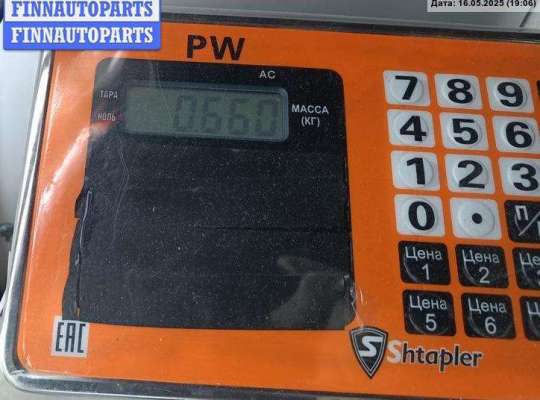 FINNAUTOPARTS
FINNAUTOPARTS
Дата: 16.05.2025 (19:06)
PW
AC
ТАРА
НОЛЬ
0.660
МАССА
(КГ)
7 8 9
4 5 6
1 2 3
0 •
Цена 1
Цена 2
Цена 5
Цена 6
EAC
S Shtapler